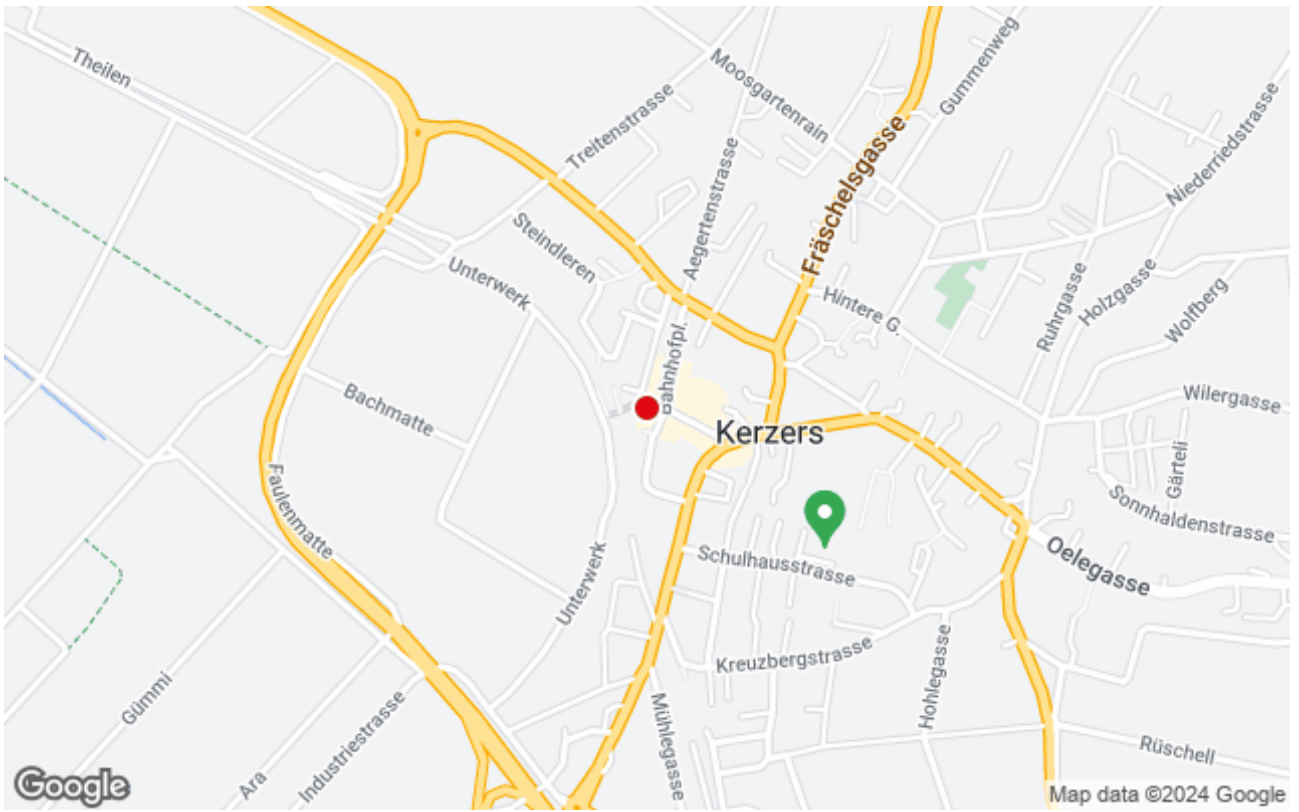 Theilen
Moosgartenrain
Gummenweg
Treitenstrasse
Fräschelsgasse
Niederriedstrasse
Aegertenstrasse
Steindleren
Unterwerk
Hintere G.
Ruhrgasse
Holzgasse
Wolfberg
Bahnhofpl.
Bachmatte
Wilergasse
Kerzers
Gärteli
Faulenmatte
Sonnhaldenstrasse
Schulhausstrasse
Oelegasse
Unterwerk
Kreuzbergstrasse
Hohlegasse
Gümmi
Mühlegasse
Industriestrasse
Rüschell
Ara
Google
Map data ©2024 Google